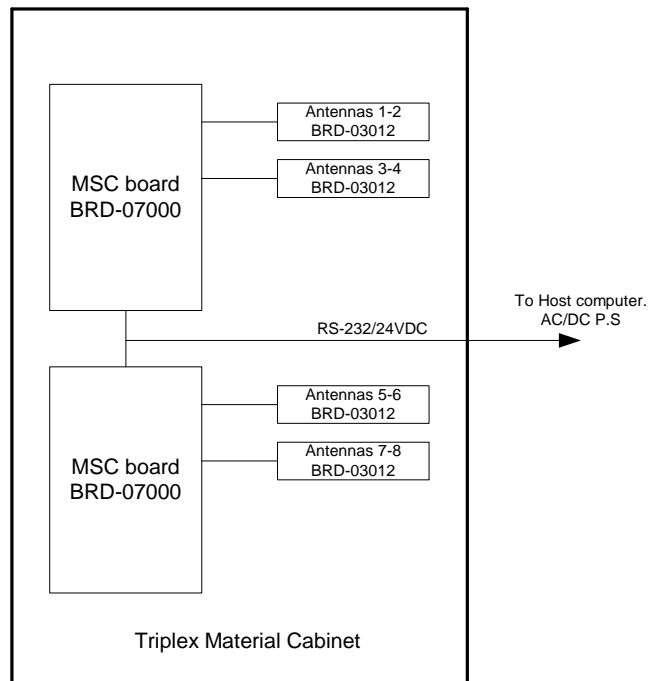 Antennas 1-2
BRD-03012
MSC board
BRD-07000
Antennas 3-4
BRD-03012
To Host computer.
AC/DC P.S
RS-232/24VDC
Antennas 5-6
BRD-03012
MSC board
BRD-07000
Antennas 7-8
BRD-03012
Triplex Material Cabinet